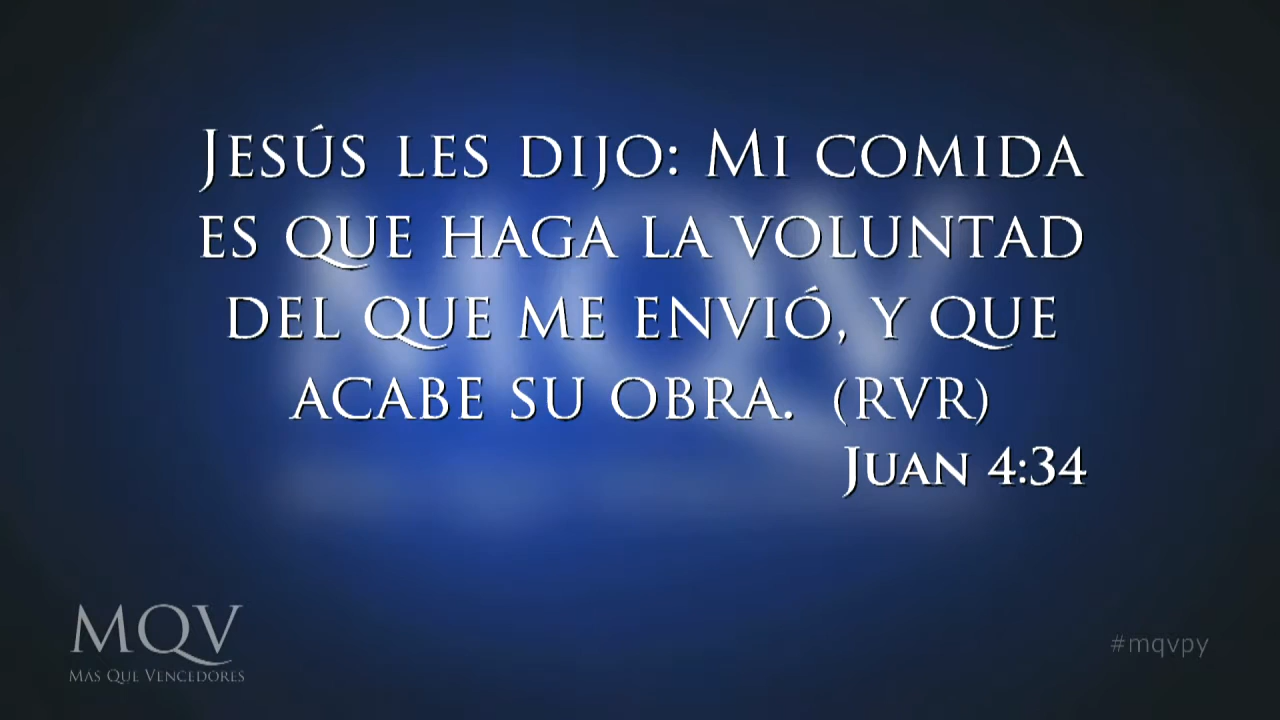 Jesús les dijo: Mi comida
es que haga la voluntad
del que me envió, y que
acabe su obra. (RVR)
Juan 4:34
MQV
Más Que Vencedores
#mqvpy